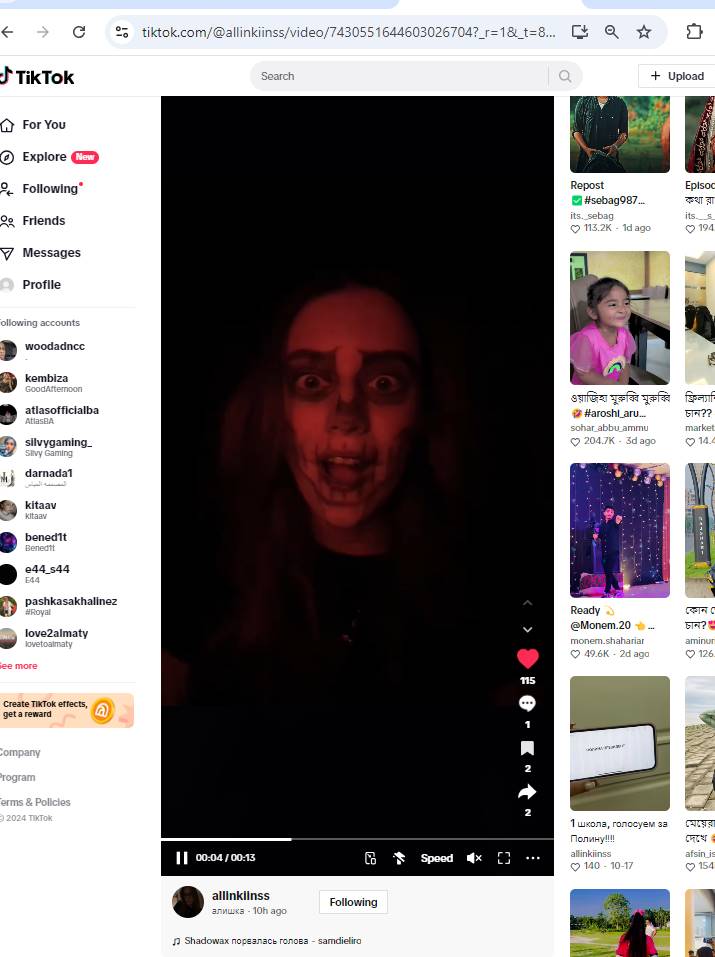 tiktok.com/@allinkiinss/video/7430551644603026704?_r=1&_t=8...
TikTok
Search
Upload
For You
Explore New
Following
Friends
Messages
Profile
Following accounts
woodadncc
kembiza
GoodAfternoon
atlasofficialba
AtlasBA
silvygaming_
Silvy Gaming
darnada1
kitaav
kitaav
bened1t
Bened1t
e44_s44
E44
pashkasakhalinez
#Royal
love2almaty
lovetoalmaty
See more
Create TikTok effects,
get a reward
Company
Program
Terms & Policies
© 2024 TikTok
115
1
2
2
00:04 / 00:13
Speed
allinkiinss
алишка · 10h ago
Following
Shadowax порвалась голова - samdieliro
Repost
✅ #sebag987...
its._sebag
113.2K · 1d ago
ওয়াজিহা মুরুব্বি মুরুব্বি
🤣 #aroshi_aru...
sohar_abbu_ammu
204.7K · 3d ago
Ready 💫
@Monem.20 👈 ...
monem.shahariar
49.6K · 2d ago
1 школа, голосуем за
Полину!!!!
allinkiinss
140 · 10-17
Episod
কথা রা
its.__s_
194.
চান??
market
14.4
কোন
চান?
aminur
126.
মেয়েরা
দেখে
afsin_is
154